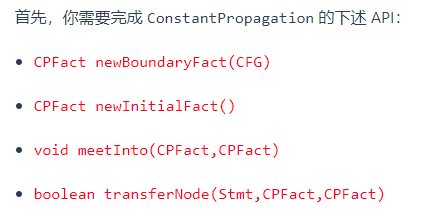 首先，你需要完成 ConstantPropagation 的下述 API：
• CPFact newBoundaryFact(CFG)
• CPFact newInitialFact()
• void meetInto(CPFact,CPFact)
• boolean transferNode(Stmt,CPFact,CPFact)